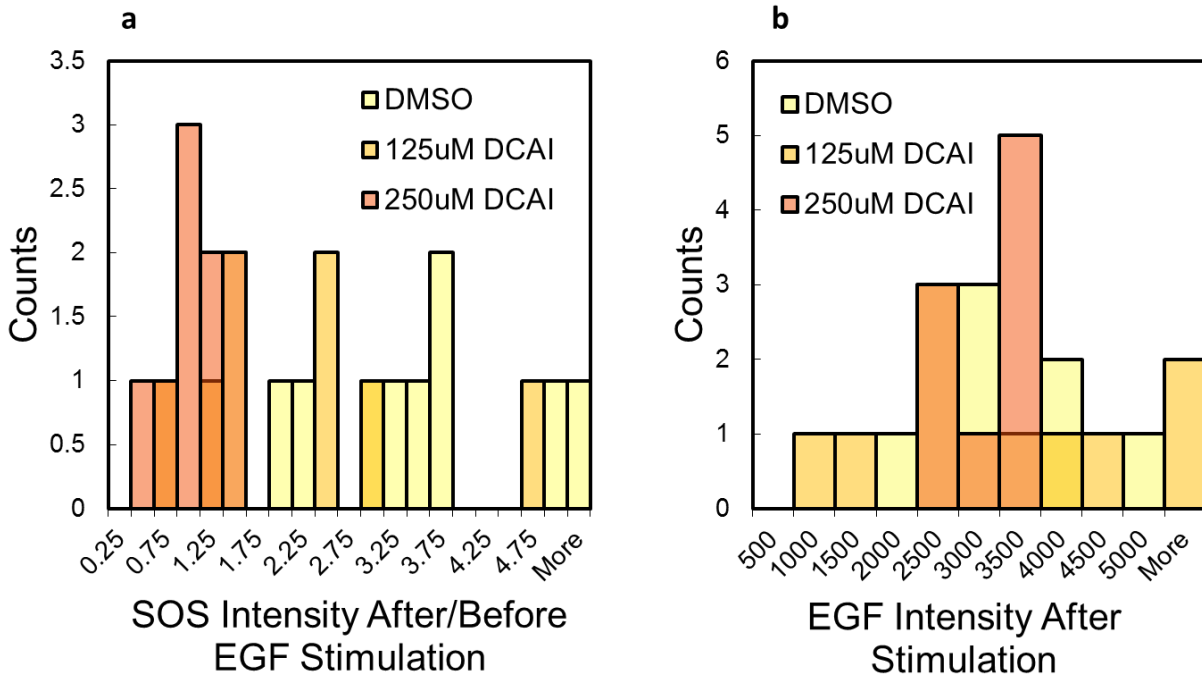 a
3.5
3
2.5
2
1.5
1
0.5
0
Counts
DMSO
125uM DCAI
250uM DCAI
0.25
0.75
1.25
1.75
2.25
2.75
3.25
3.75
4.25
4.75
More
SOS Intensity After/Before
EGF Stimulation
b
6
5
4
3
2
1
0
Counts
DMSO
125uM DCAI
250uM DCAI
500
1000
1500
2000
2500
3000
3500
4000
4500
5000
More
EGF Intensity After
Stimulation